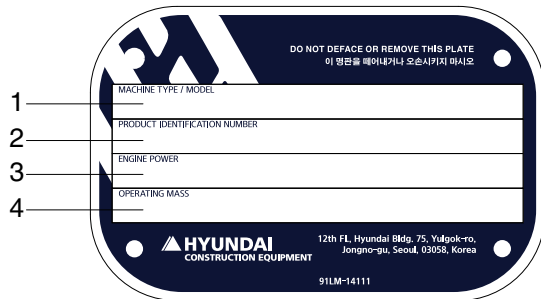 DO NOT DEFACE OR REMOVE THIS PLATE
이 명판을 떼어내거나 오손시키지 마시오
1
MACHINE TYPE / MODEL
2
PRODUCT IDENTIFICATION NUMBER
3
ENGINE POWER
4
OPERATING MASS
HYUNDAI
CONSTRUCTION EQUIPMENT
12th Fl., Hyundai Bldg. 75, Yulgok-ro,
Jongno-gu, Seoul, 03058, Korea
91LM-14111